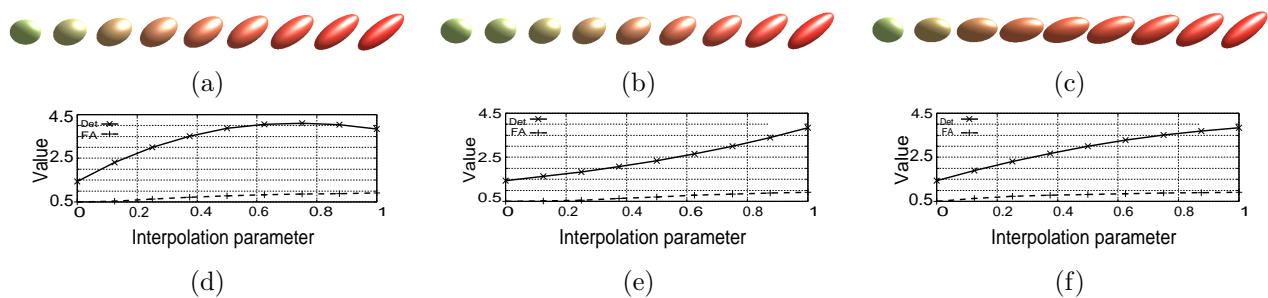 (a) (b) (c)
4.5 4.5 4.5
Det Det Det
FA FA FA
Value Value Value
2.5 2.5 2.5
0.5 0.5 0.5
0 0.2 0.4 0.6 0.8 1 0 0.2 0.4 0.6 0.8 1 0 0.2 0.4 0.6 0.8 1
Interpolation parameter Interpolation parameter Interpolation parameter
(d) (e) (f)